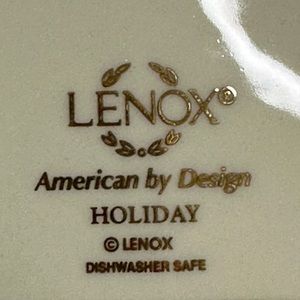 LENOX®
American by Design
HOLIDAY
© LENOX
DISHWASHER SAFE